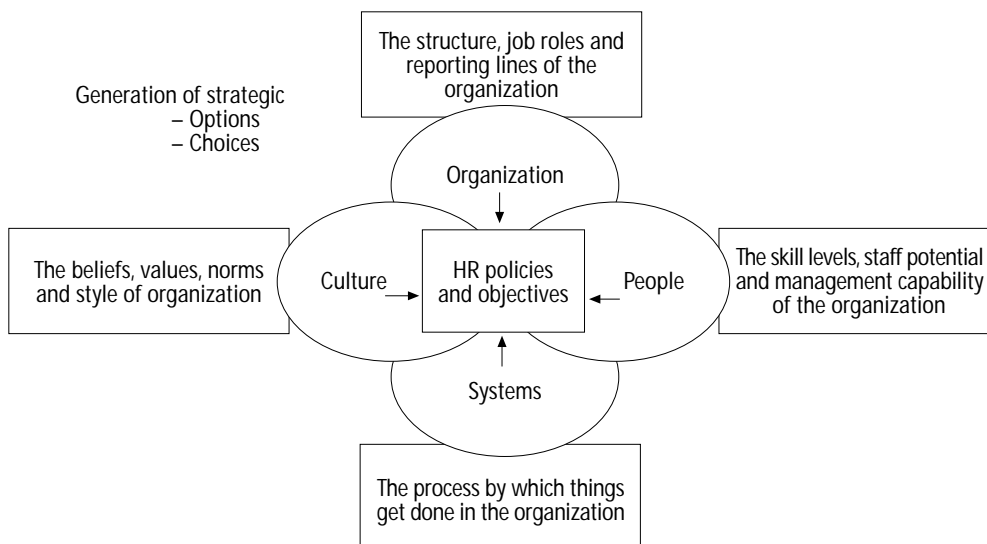 The structure, job roles and
reporting lines of the
organization
Generation of strategic
– Options
– Choices
Organization
The beliefs, values, norms
and style of organization
Culture
HR policies
and objectives
People
The skill levels, staff potential
and management capability
of the organization
Systems
The process by which things
get done in the organization